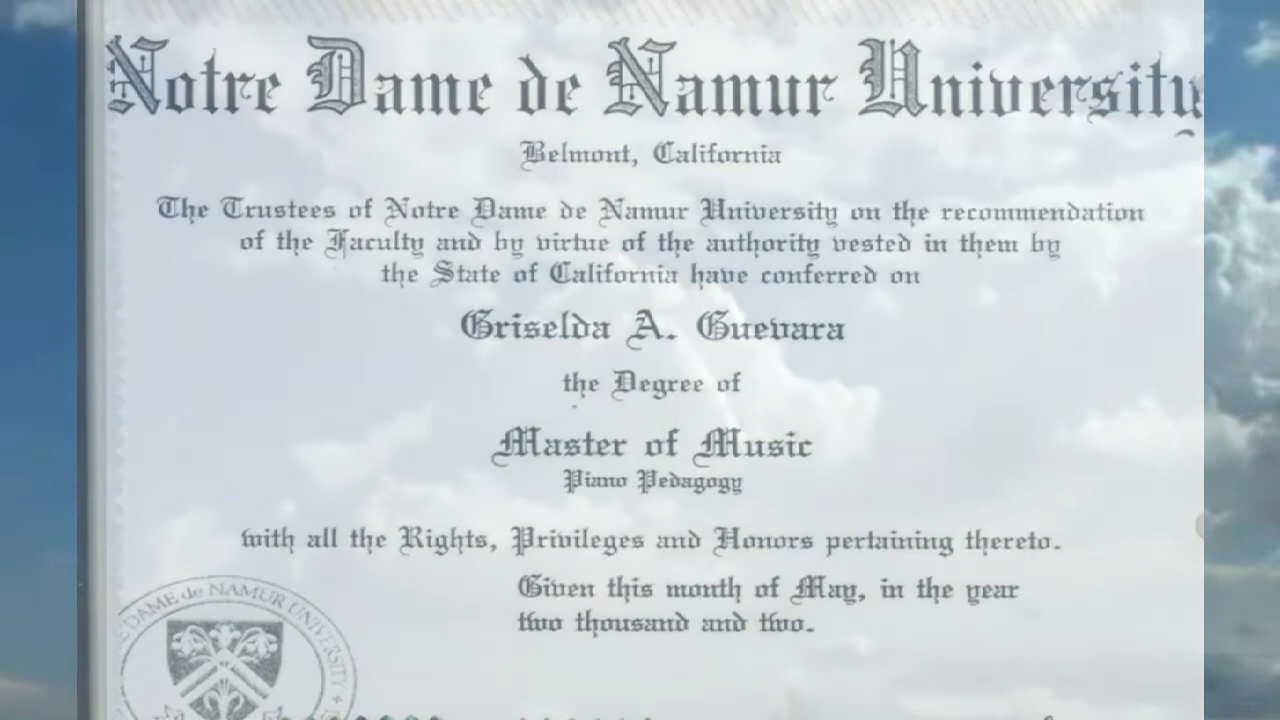 Notre Dame de Namur University
Belmont, California
The Trustees of Notre Dame de Namur University on the recommendation
of the Faculty and by virtue of the authority vested in them by
the State of California have conferred on
Griselda A. Guevara
the Degree of
Master of Music
Piano Pedagogy
with all the Rights, Privileges and Honors pertaining thereto.
Given this month of May, in the year
two thousand and two.
DAME de NAMUR UNIVERSITY